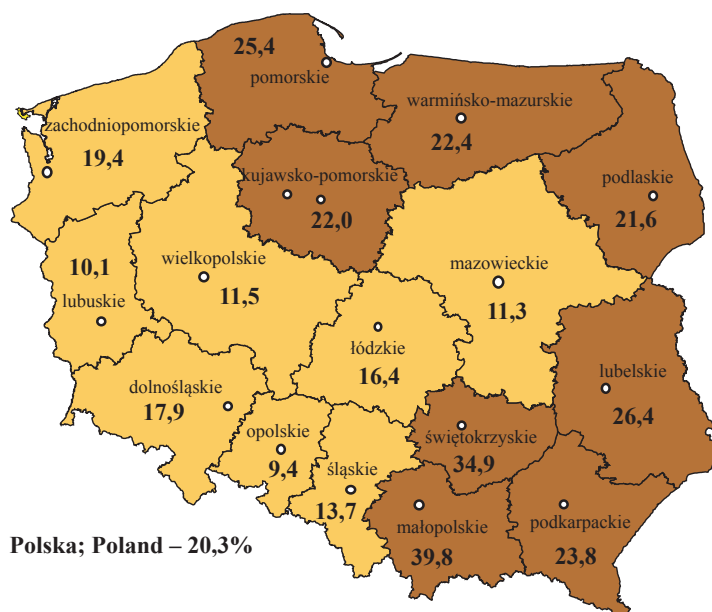 25,4
pomorskie
warmińsko-mazurskie
22,4
zachodniopomorskie
19,4
kujawsko-pomorskie
22,0
podlaskie
21,6
10,1
lubuskie
wielkopolskie
11,5
mazowieckie
11,3
łódzkie
16,4
lubelskie
26,4
dolnośląskie
17,9
opolskie
9,4
śląskie
13,7
świętokrzyskie
34,9
małopolskie
39,8
podkarpackie
23,8
Polska; Poland – 20,3%